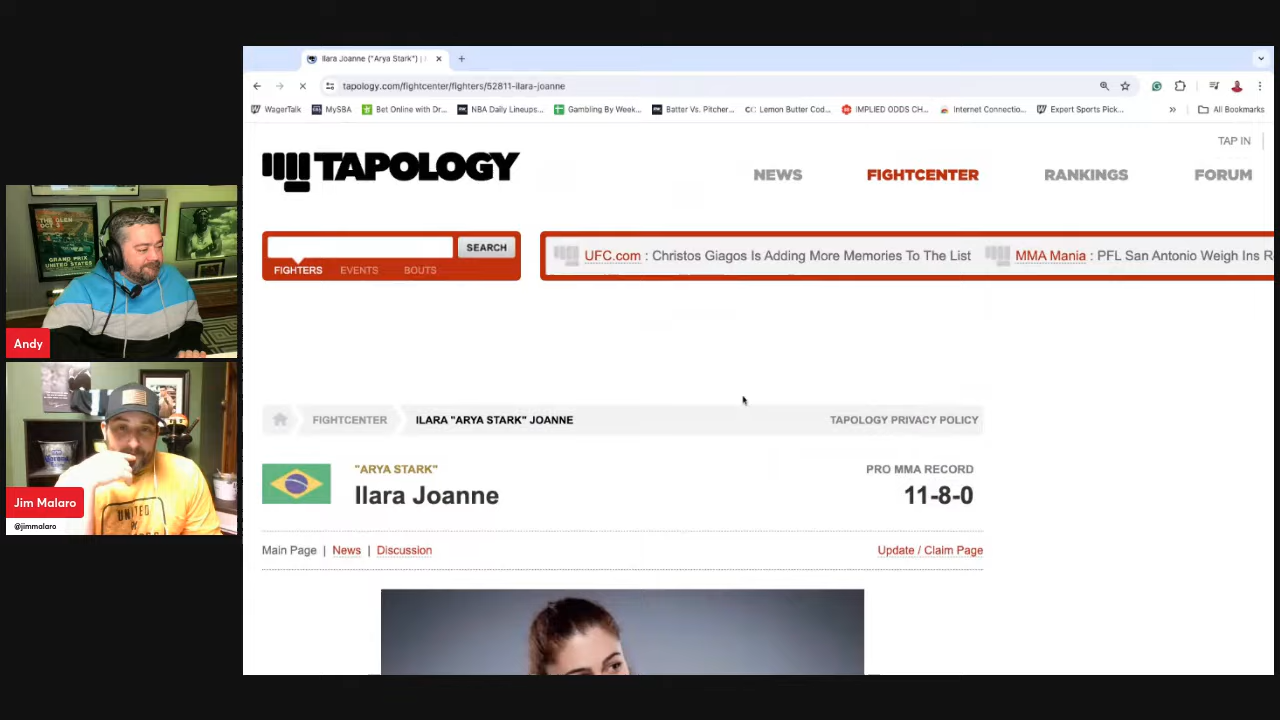 Ilara Joanne ("Arya Stark") |
tapology.com/fightcenter/fighters/52811-ilara-joanne
WagerTalk
MySBA
Bet Online with Dr...
NBA Daily Lineups...
Gambling By Week...
Batter Vs. Pitcher...
Lemon Butter Cod...
IMPLIED ODDS CH...
Internet Connectio...
Expert Sports Pick...
»
All Bookmarks
TAP IN
TAPOLOGY
NEWS
FIGHTCENTER
RANKINGS
FORUM
SEARCH
FIGHTERS
EVENTS
BOUTS
UFC.com : Christos Giagos Is Adding More Memories To The List
MMA Mania : PFL San Antonio Weigh Ins R
FIGHTCENTER
ILARA "ARYA STARK" JOANNE
TAPOLOGY PRIVACY POLICY
"ARYA STARK"
Ilara Joanne
PRO MMA RECORD
11-8-0
Main Page | News | Discussion
Update / Claim Page
GRAND PRIX
UNITED STATES
Andy
UNITED
Jim Malaro
@jimmalaro